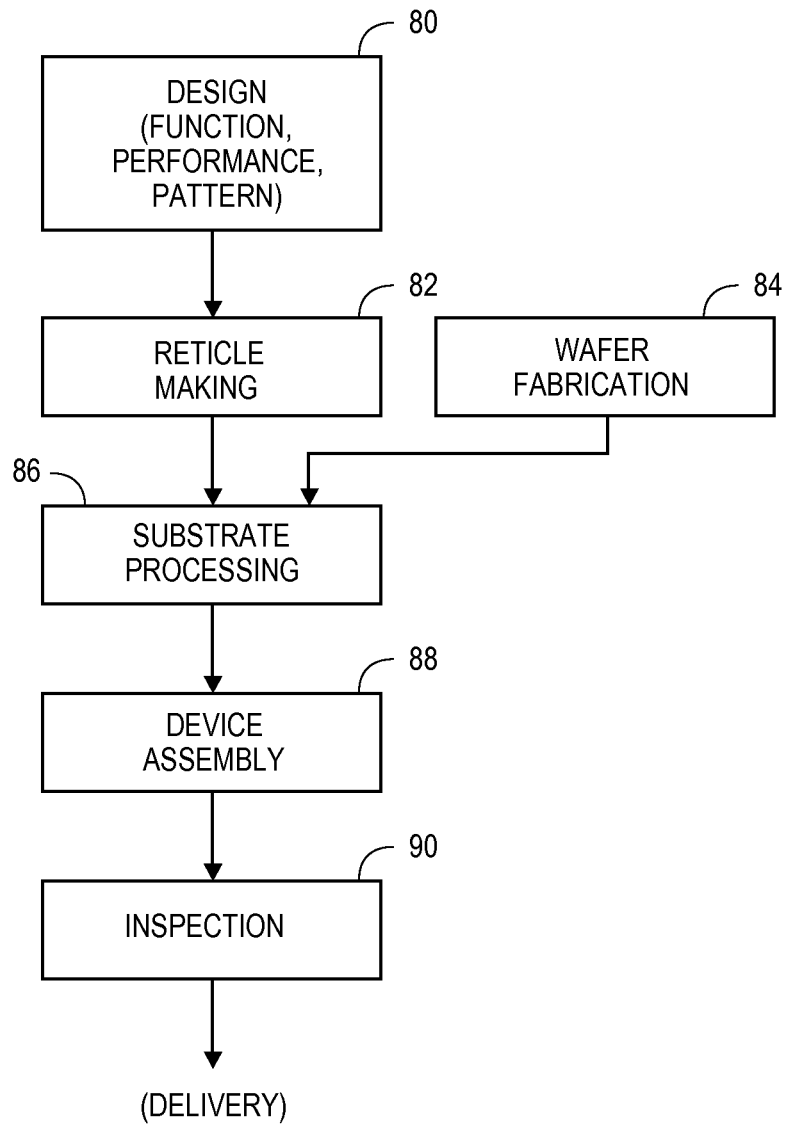 80
DESIGN
(FUNCTION,
PERFORMANCE,
PATTERN)
82
RETICLE
MAKING
84
WAFER
FABRICATION
86
SUBSTRATE
PROCESSING
88
DEVICE
ASSEMBLY
90
INSPECTION
(DELIVERY)